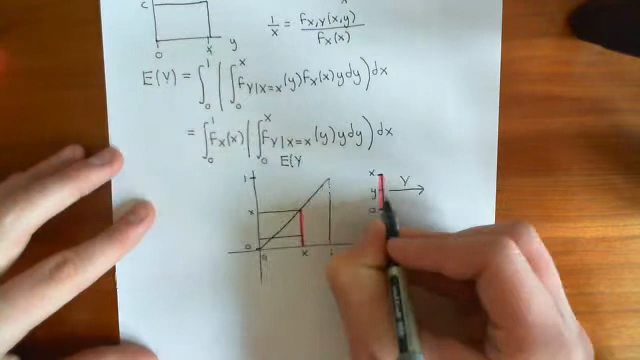 C
0 x y
1/x = f_{X,Y}(x,y) / f_X(x)
E(Y) = ∫_0^1 ( ∫_0^x f_{Y|X=x}(y) f_X(x) y dy ) dx
= ∫_0^1 f_X(x) ( ∫_0^x f_{Y|X=x}(y) y dy ) dx
E(Y
1
x
0
0 x 1
x
y
0
Y